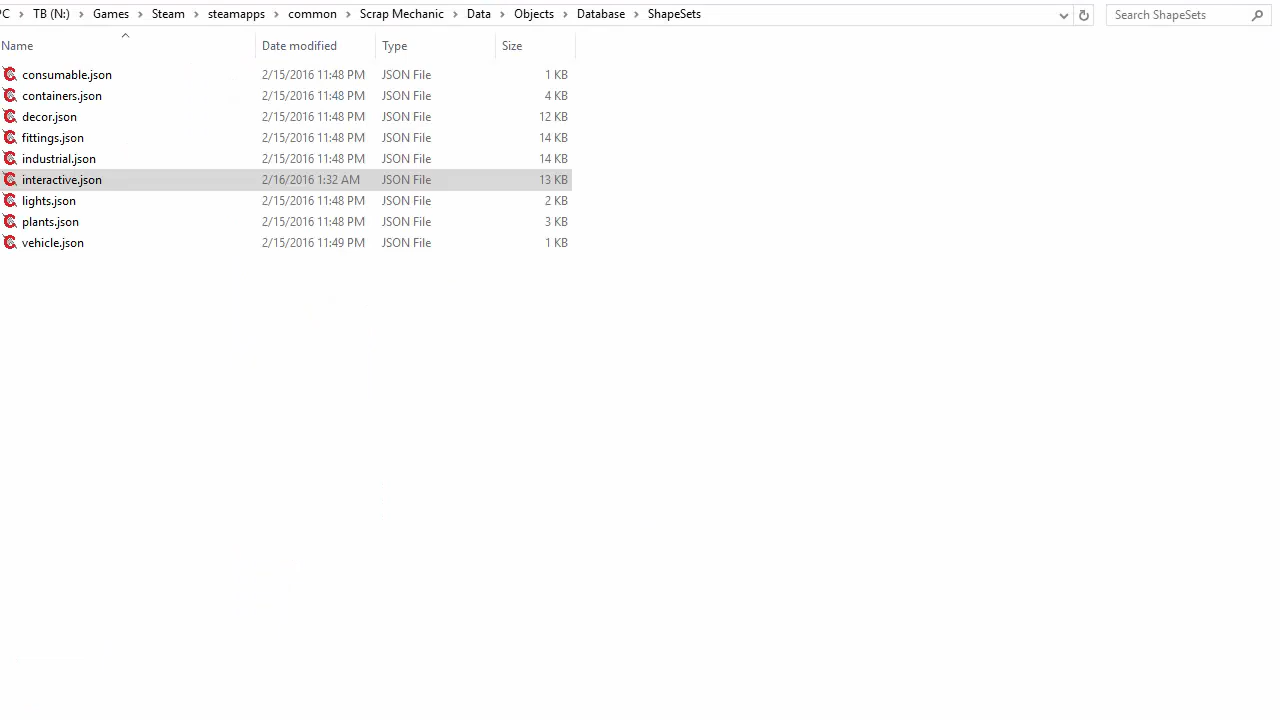 PC > TB (N:) > Games > Steam > steamapps > common > Scrap Mechanic > Data > Objects > Database > ShapeSets Search ShapeSets
Name Date modified Type Size
consumable.json 2/15/2016 11:48 PM JSON File 1 KB
containers.json 2/15/2016 11:48 PM JSON File 4 KB
decor.json 2/15/2016 11:48 PM JSON File 12 KB
fittings.json 2/15/2016 11:48 PM JSON File 14 KB
industrial.json 2/15/2016 11:48 PM JSON File 14 KB
interactive.json 2/16/2016 1:32 AM JSON File 13 KB
lights.json 2/15/2016 11:48 PM JSON File 2 KB
plants.json 2/15/2016 11:48 PM JSON File 3 KB
vehicle.json 2/15/2016 11:49 PM JSON File 1 KB